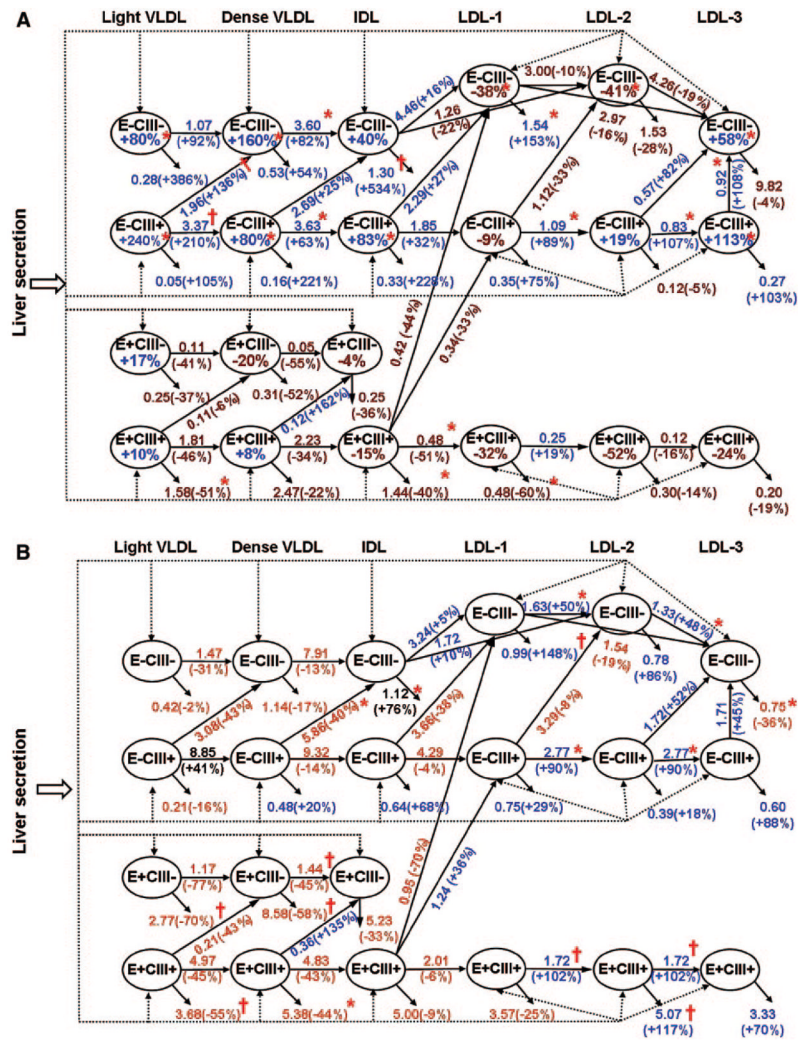 A
Light VLDL Dense VLDL IDL LDL-1 LDL-2 LDL-3
E-CIII- -38%* 3.00(-10%) E-CIII- -41%*
4.46(+16%) 1.26 (-22%) 4.26(-19%)
E-CIII- +80%* 1.07 (+92%) E-CIII- +160%* 3.60 (+82%)* E-CIII- +40% 1.54 (+153%)* 2.97 (-16%) 1.53 (-28%) E-CIII- +58%*
0.28(+386%) 1.96(+136%)† 0.53(+54%) 2.69(+25%) 1.30 (+534%)† 2.29(+27%) 1.12(-33%) 0.57(+82%) 0.92 (+108%)* 9.82 (-4%)
E-CIII+ +240%* 3.37 (+210%)† E-CIII+ +80%* 3.63 (+63%)* E-CIII+ +83%* 1.85 (+32%) E-CIII+ -9% 1.09 (+89%)* E-CIII+ +19% 0.83 (+107%)* E-CIII+ +113%*
0.05(+105%) 0.16(+221%) 0.33(+228%) 0.35(+75%) 0.12(-5%) 0.27 (+103%)
Liver secretion
0.42 (-44%) 0.34(-33%)
E+CIII- +17% 0.11 (-41%) E+CIII- -20% 0.05 (-55%) E+CIII- -4%
0.25(-37%) 0.11(-6%) 0.31(-52%) 0.12(+162%) 0.25 (-36%)
E+CIII+ +10% 1.81 (-46%) E+CIII+ +8% 2.23 (-34%) E+CIII+ -15% 0.48 (-51%)* E+CIII+ -32% 0.25 (+19%) E+CIII+ -52% 0.12 (-16%) E+CIII+ -24%
1.58(-51%)* 2.47(-22%) 1.44(-40%)* 0.48(-60%)* 0.30(-14%) 0.20 (-19%)
B
Light VLDL Dense VLDL IDL LDL-1 LDL-2 LDL-3
E-CIII- 1.63(+50%)* E-CIII-
3.24(+5%) 1.72 (+10%) 1.33(+48%)*
E-CIII- 1.47 (-31%) E-CIII- 7.91 (-13%) E-CIII- 0.99(+148%)† 1.54 (-19%) 0.78 (+86%) E-CIII-
0.42(-2%) 3.08(-43%) 1.14(-17%) 5.86(-40%)* 1.12 (+76%)* 3.66(-38%) 3.29(-8%) 1.72(+52%) 1.71 (+45%) 0.75* (-36%)
E-CIII+ 8.85 (+41%) E-CIII+ 9.32 (-14%) E-CIII+ 4.29 (-4%) E-CIII+ 2.77 (+90%)* E-CIII+ 2.77 (+90%)* E-CIII+
0.21(-16%) 0.48(+20%) 0.64(+68%) 0.75(+29%) 0.39(+18%) 0.60 (+88%)
Liver secretion
0.95 (-70%) 1.24 (+36%)
E+CIII- 1.17 (-77%) E+CIII- 1.44 (-45%)† E+CIII-
2.77(-70%)† 0.21(-43%) 8.58(-58%)† 0.36(+135%) 5.23 (-33%)
E+CIII+ 4.97 (-45%) E+CIII+ 4.83 (-43%) E+CIII+ 2.01 (-6%) E+CIII+ 1.72 (+102%)† E+CIII+ 1.72 (+102%)† E+CIII+
3.68(-55%)† 5.38(-44%)* 5.00(-9%) 3.57(-25%) 5.07 (+117%)† 3.33 (+70%)